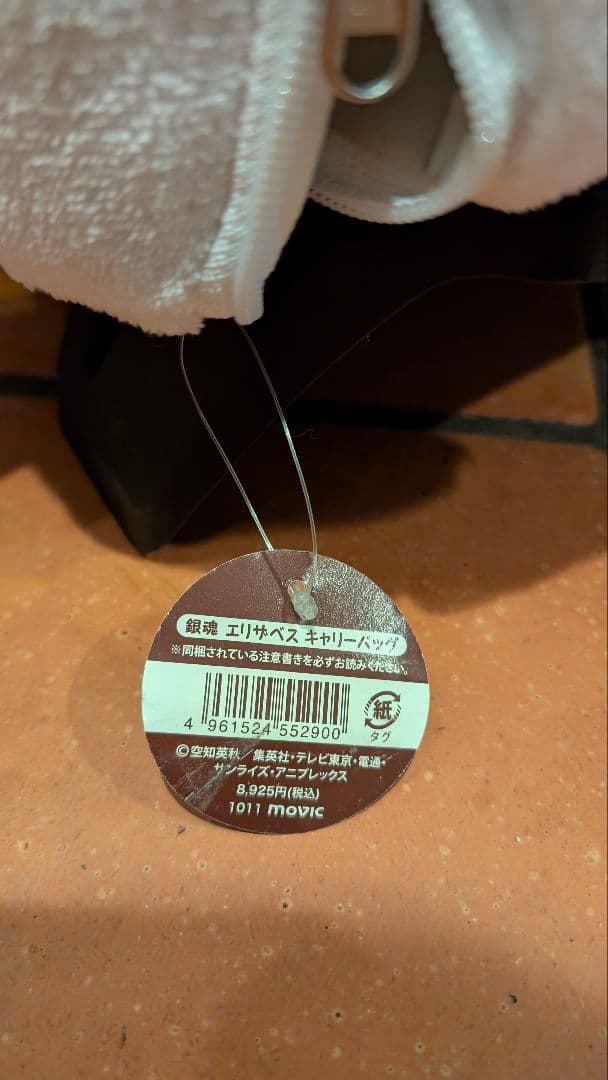 銀魂 エリザベス キャリーバッグ
※同梱されている注意書きを必ずお読みください。
4 961524 552900
紙
タグ
©空知英秋／集英社・テレビ東京・電通・
サンライズ・アニプレックス
8,925円(税込)
1011 movic